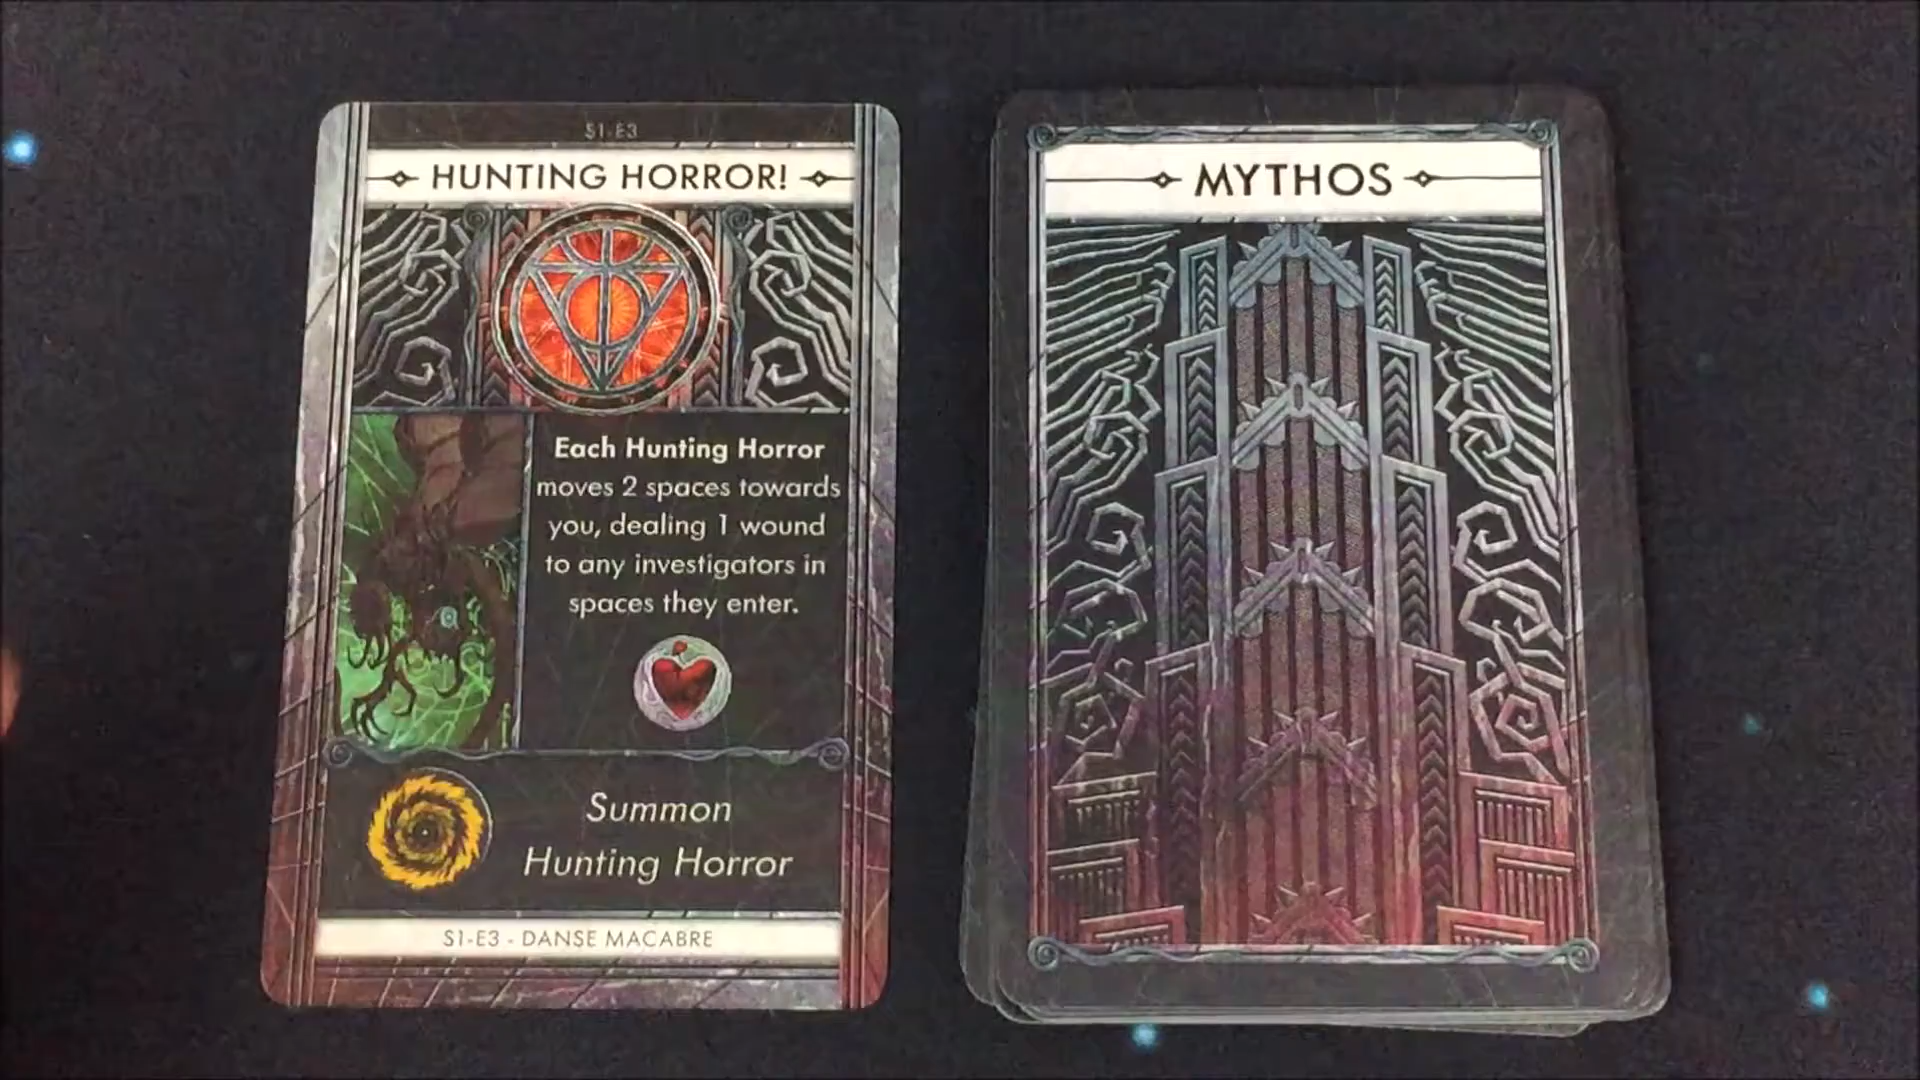 S1-E3
HUNTING HORROR!
Each Hunting Horror
moves 2 spaces towards
you, dealing 1 wound
to any investigators in
spaces they enter.
Summon
Hunting Horror
S1-E3 - DANSE MACABRE
MYTHOS